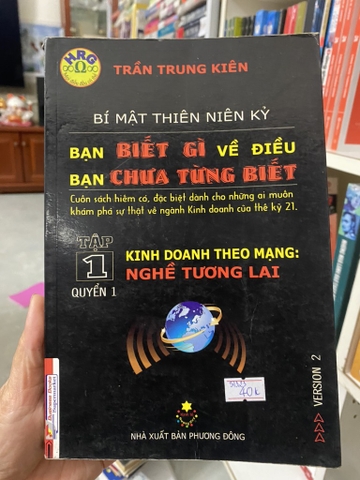 HRG
TRẦN TRUNG KIÊN
BÍ MẬT THIÊN NIÊN KỶ
BẠN BIẾT GÌ VỀ ĐIỀU
BẠN CHƯA TỪNG BIẾT
Cuốn sách hiếm có, đặc biệt dành cho những ai muốn
khám phá sự thật về ngành Kinh doanh của thế kỷ 21.
TẬP
1
QUYỂN 1
KINH DOANH THEO MẠNG:
NGHỀ TƯƠNG LAI
40k
VERSION 2
NHÀ XUẤT BẢN PHƯƠNG ĐÔNG